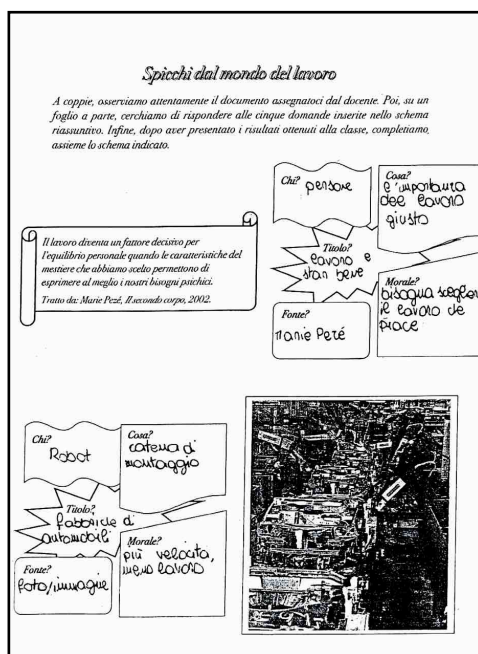 Spicchi dal mondo del lavoro
A coppie, osserviamo attentamente il documento assegnatoci dal docente. Poi, su un
foglio a parte, cerchiamo di rispondere alle cinque domande inserite nello schema
riassuntivo. Infine, dopo aver presentato i risultati ottenuti alla classe, completiamo
assieme lo schema indicato.
Chi?
persone
Cosa?
l'importanza
del lavoro
giusto
Il lavoro diventa un fattore decisivo per
l'equilibrio personale quando le caratteristiche del
mestiere che abbiamo scelto permettono di
esprimere al meglio i nostri bisogni psichici.
Tratto da: Marie Pezé, Il secondo corpo, 2002.
Titolo?
lavoro e
star bene
Fonte?
Marie Pezé
Morale?
bisogna sceglier
il lavoro che
piace
Chi?
Robot
Cosa?
catena di
montaggio
Titolo?
fabbriche di
automobili
Fonte?
foto/immagine
Morale?
più velocità,
meno lavoro